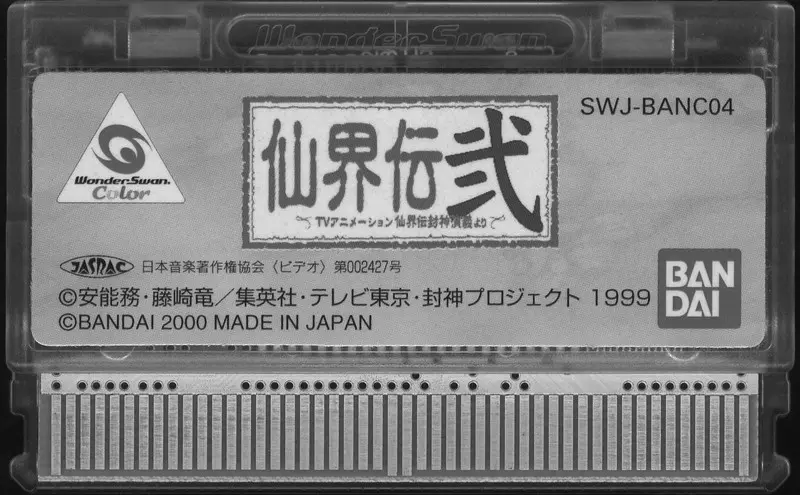 WonderSwan
SWJ-BANC04
WonderSwan
Color
仙界伝 弐
〜TVアニメーション 仙界伝封神演義より〜
JASRAC 日本音楽著作権協会〈ビデオ〉第002427号
©安能務・藤崎竜／集英社・テレビ東京・封神プロジェクト 1999
©BANDAI 2000 MADE IN JAPAN
BAN
DAI